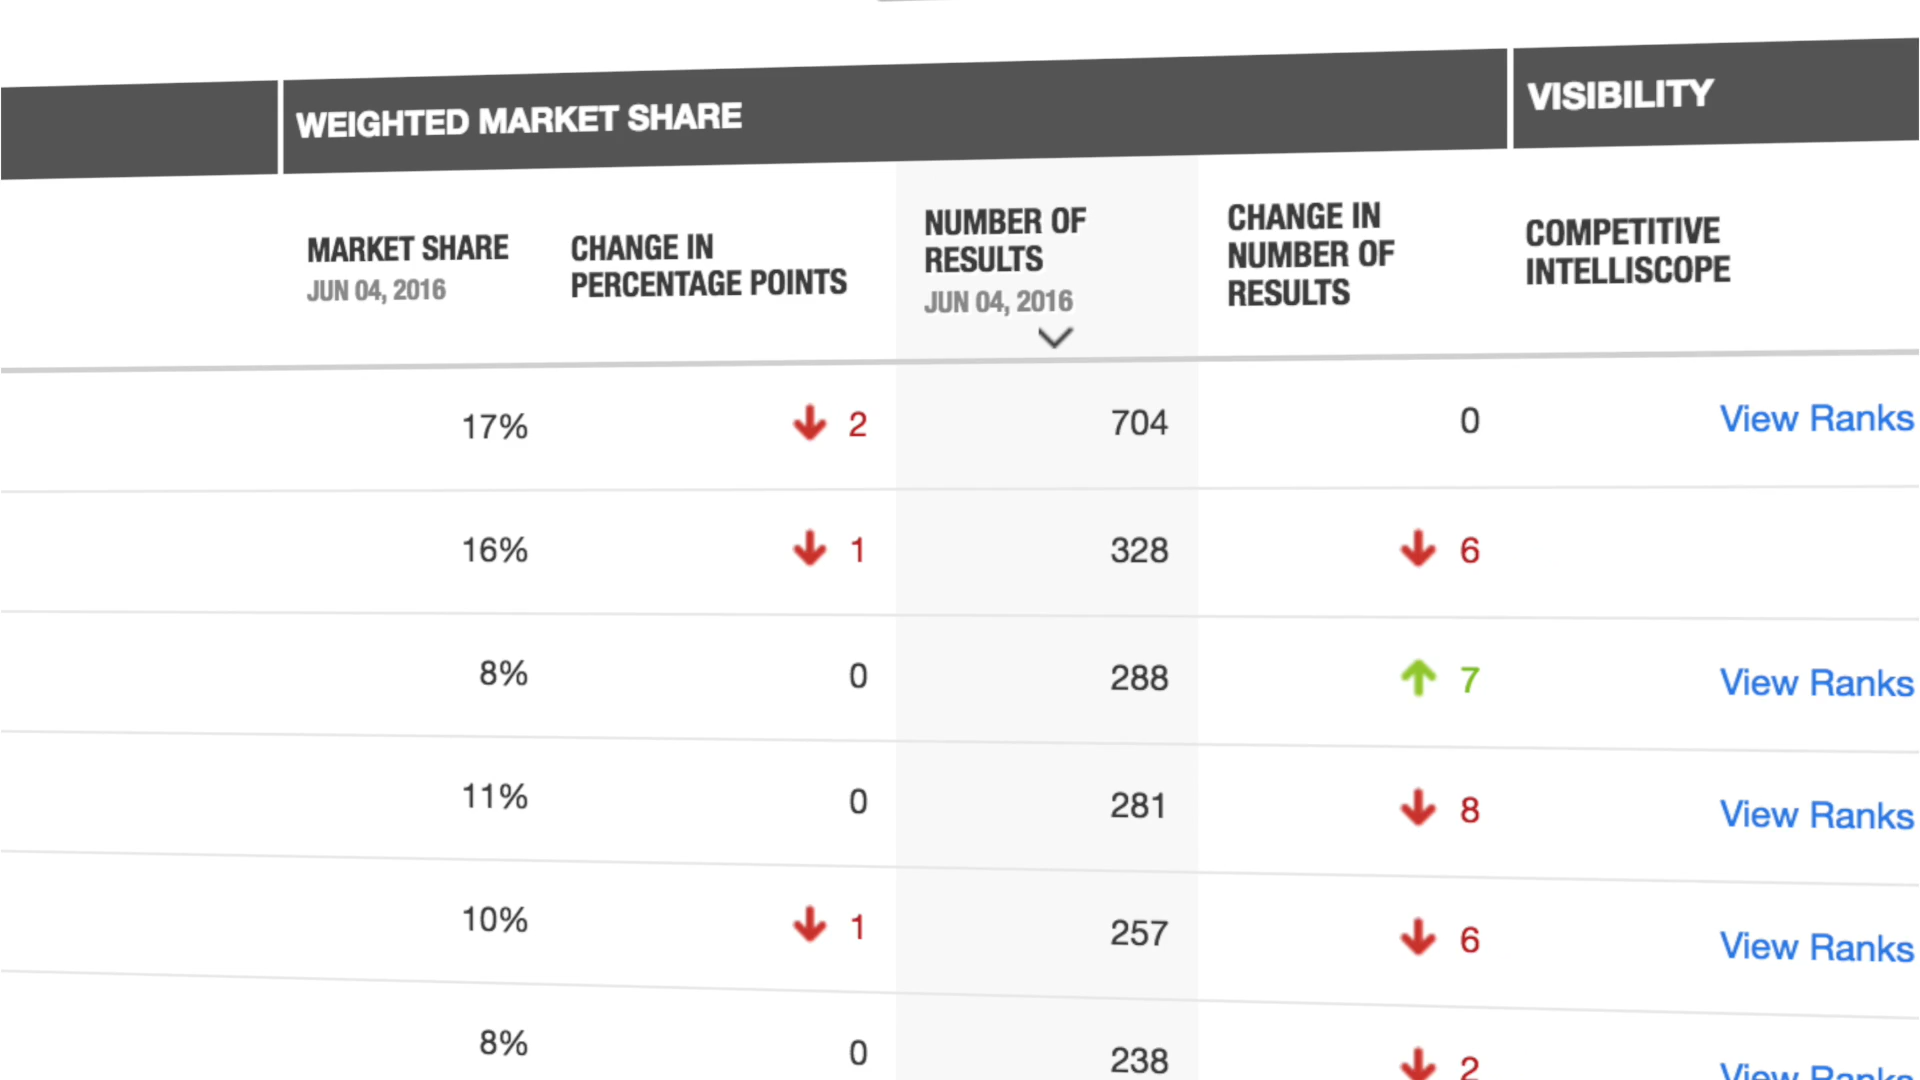 WEIGHTED MARKET SHARE
VISIBILITY
MARKET SHARE
JUN 04, 2016
CHANGE IN
PERCENTAGE POINTS
NUMBER OF
RESULTS
JUN 04, 2016
CHANGE IN
NUMBER OF
RESULTS
COMPETITIVE
INTELLISCOPE
17% 2 704 0 View Ranks
16% 1 328 6
8% 0 288 7 View Ranks
11% 0 281 8 View Ranks
10% 1 257 6 View Ranks
8% 0 238 2 View Ranks